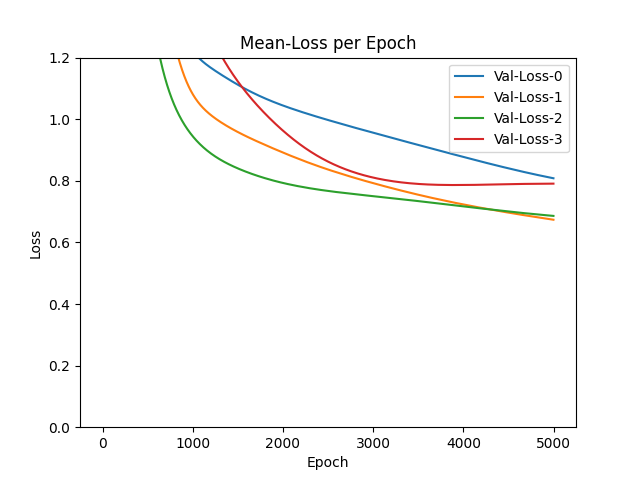 Mean-Loss per Epoch
1.2
1.0
0.8
0.6
0.4
0.2
0.0
Loss
Val-Loss-0
Val-Loss-1
Val-Loss-2
Val-Loss-3
0 1000 2000 3000 4000 5000
Epoch